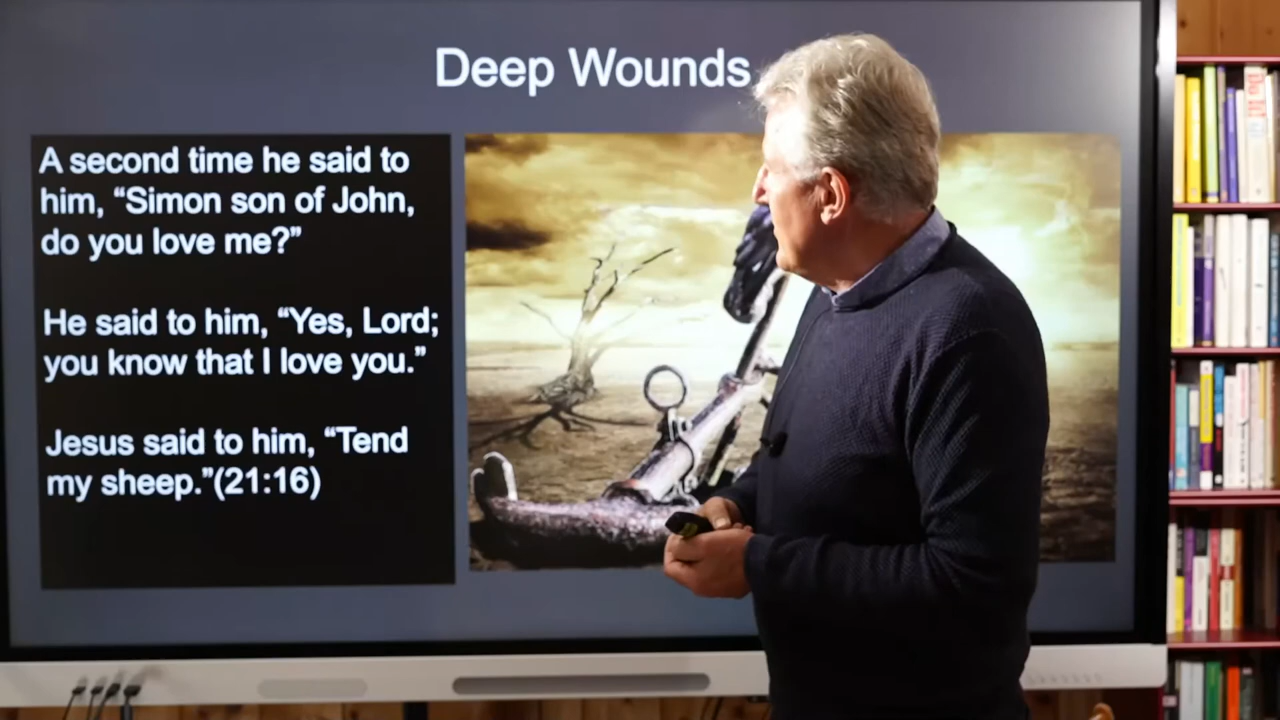 Deep Wounds
A second time he said to
him, “Simon son of John,
do you love me?”
He said to him, “Yes, Lord;
you know that I love you.”
Jesus said to him, “Tend
my sheep.”(21:16)